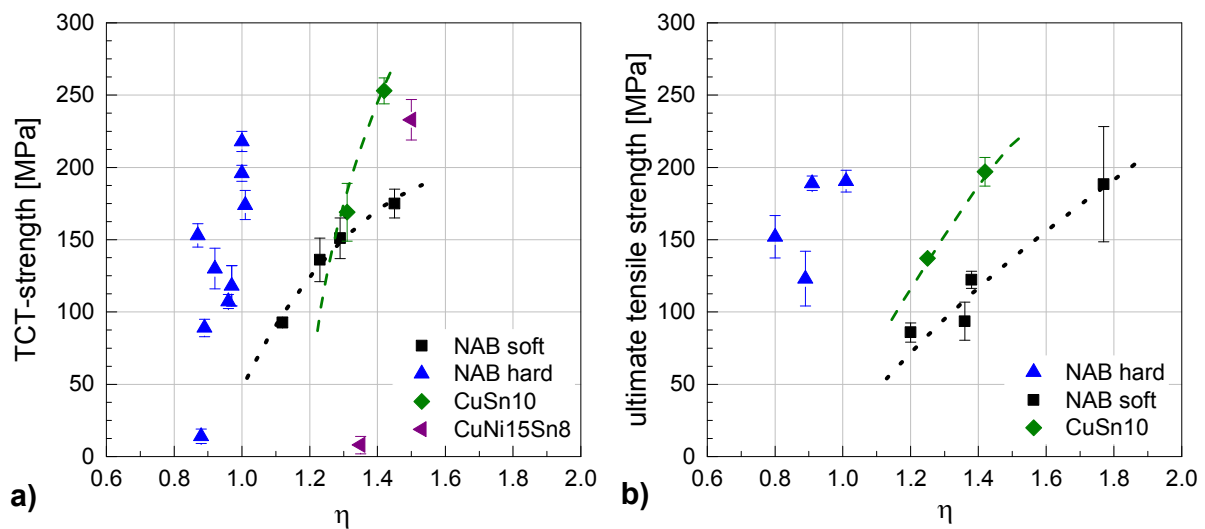 TCT-strength [MPa]
300
250
200
150
100
50
0
0.6 0.8 1.0 1.2 1.4 1.6 1.8 2.0
η
NAB soft
NAB hard
CuSn10
CuNi15Sn8
a)
ultimate tensile strength [MPa]
300
250
200
150
100
50
0
0.6 0.8 1.0 1.2 1.4 1.6 1.8 2.0
η
NAB hard
NAB soft
CuSn10
b)